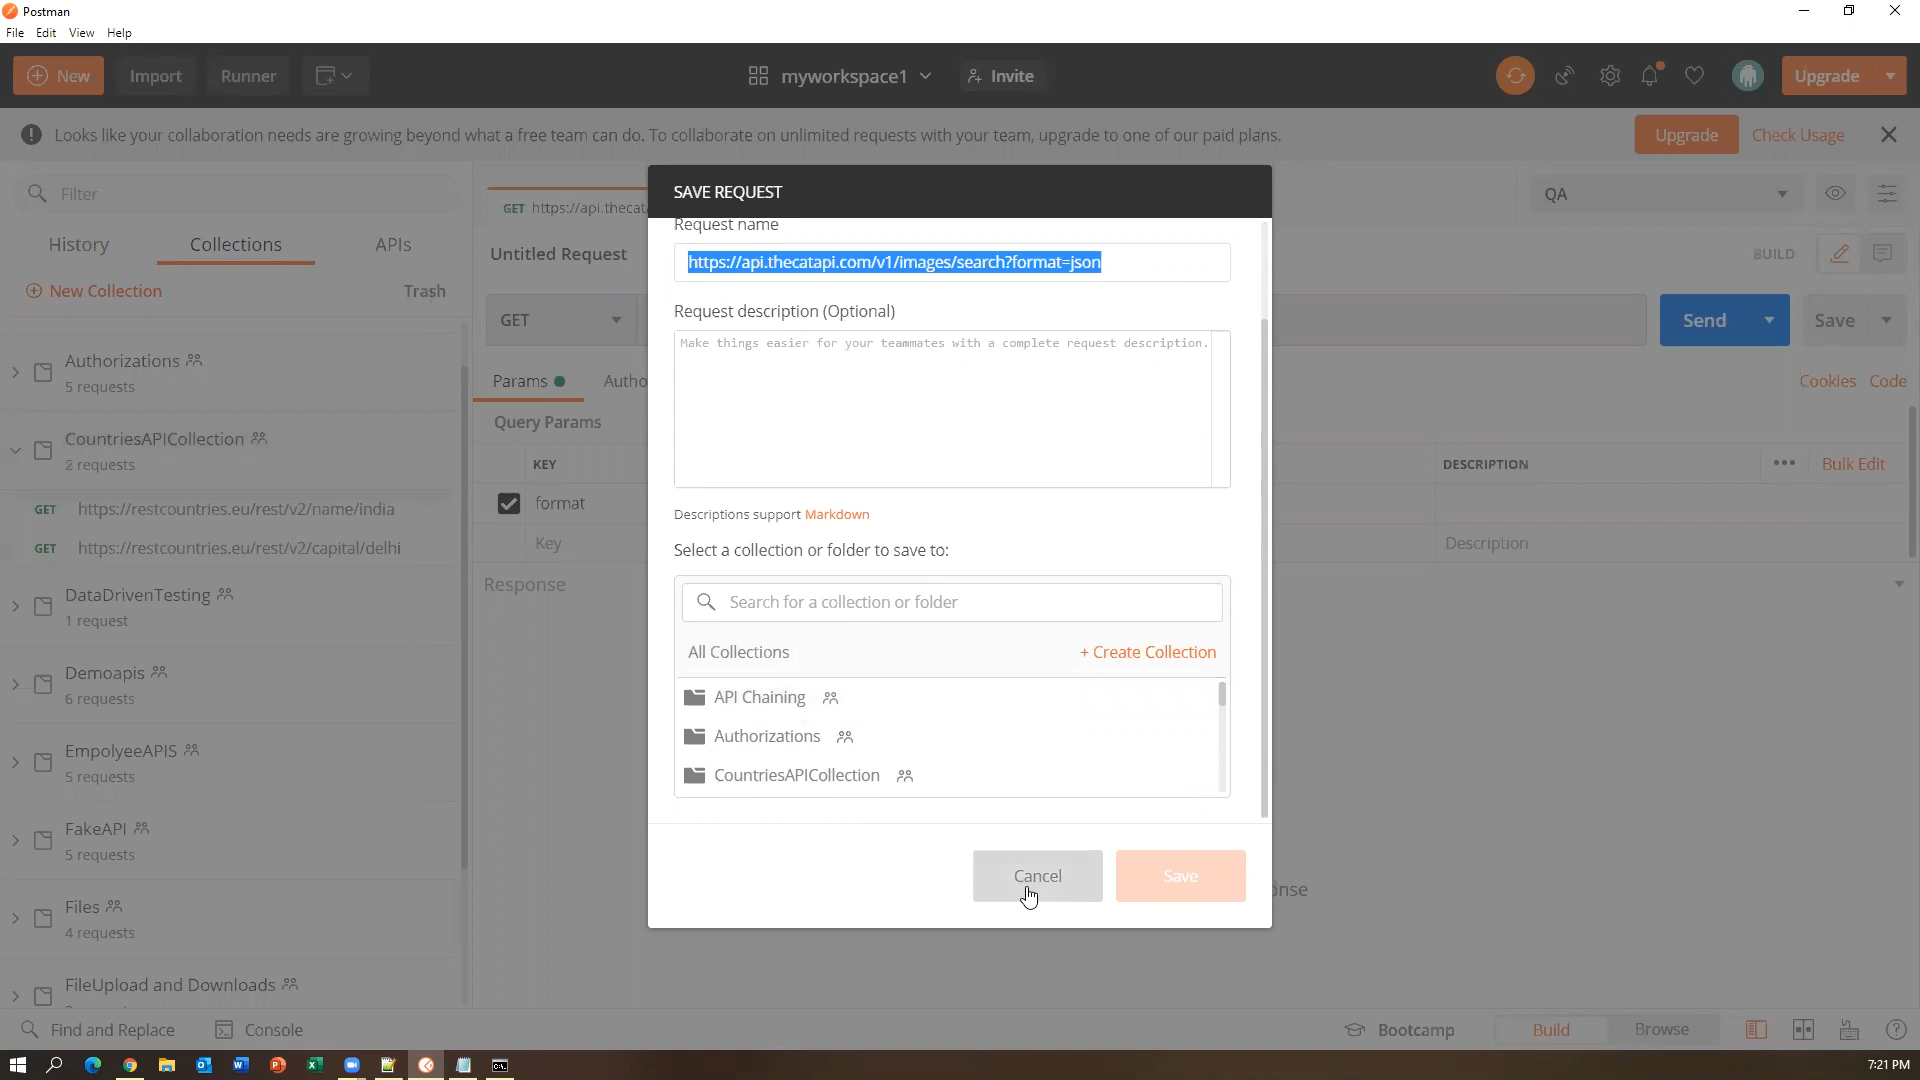 Postman
File Edit View Help
New Import Runner myworkspace1 Invite Upgrade
Looks like your collaboration needs are growing beyond what a free team can do. To collaborate on unlimited requests with your team, upgrade to one of our paid plans. Upgrade Check Usage
Filter
History Collections APIs
New Collection Trash
Authorizations
5 requests
CountriesAPICollection
2 requests
GET https://restcountries.eu/rest/v2/name/india
GET https://restcountries.eu/rest/v2/capital/delhi
DataDrivenTesting
1 request
Demoapis
6 requests
EmpolyeeAPIS
5 requests
FakeAPI
5 requests
Files
4 requests
FileUpload and Downloads
GET https://api.thecata
QA
Untitled Request
BUILD
GET
Send Save
Params Autho
Cookies Code
Query Params
KEY DESCRIPTION Bulk Edit
format
Key Description
Response
SAVE REQUEST
Request name
https://api.thecatapi.com/v1/images/search?format=json
Request description (Optional)
Make things easier for your teammates with a complete request description.
Descriptions support Markdown
Select a collection or folder to save to:
Search for a collection or folder
All Collections + Create Collection
API Chaining
Authorizations
CountriesAPICollection
Cancel Save
Find and Replace Console Bootcamp Build Browse
7:21 PM